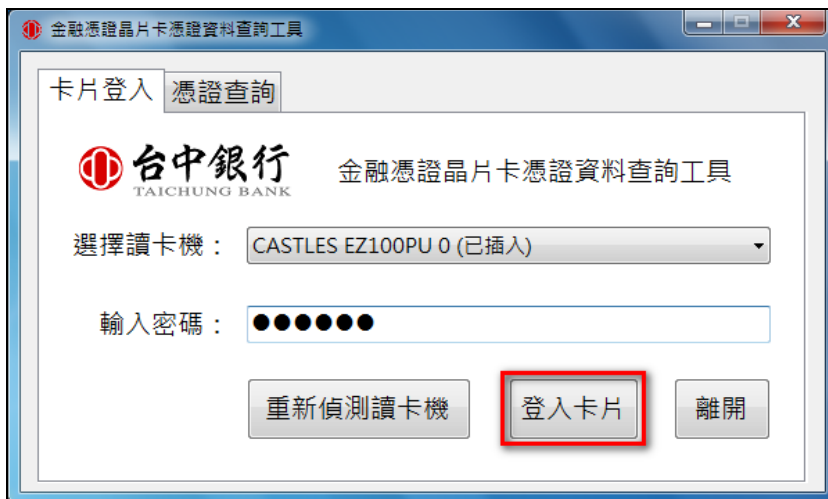 金融憑證晶片卡憑證資料查詢工具
卡片登入 憑證查詢
台中銀行
TAICHUNG BANK
金融憑證晶片卡憑證資料查詢工具
選擇讀卡機： CASTLES EZ100PU 0 (已插入)
輸入密碼： ●●●●●●
重新偵測讀卡機 登入卡片 離開